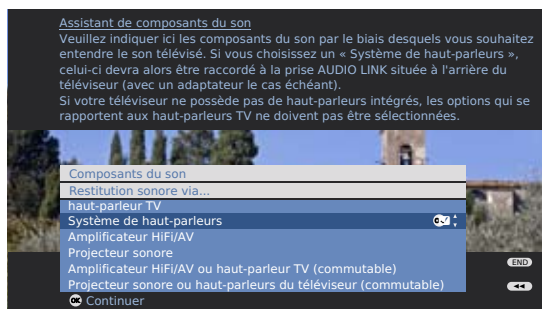 Assistant de composants du son
Veuillez indiquer ici les composants du son par le biais desquels vous souhaitez
entendre le son télévisé. Si vous choisissez un « Système de haut-parleurs »,
celui-ci devra alors être raccordé à la prise AUDIO LINK située à l'arrière du
téléviseur (avec un adaptateur le cas échéant).
Si votre téléviseur ne possède pas de haut-parleurs intégrés, les options qui se
rapportent aux haut-parleurs TV ne doivent pas être sélectionnées.
Composants du son
Restitution sonore via...
haut-parleur TV
Système de haut-parleurs
Amplificateur HiFi/AV
Projecteur sonore
Amplificateur HiFi/AV ou haut-parleur TV (commutable)
END
Projecteur sonore ou haut-parleurs du téléviseur (commutable)
OK Continuer